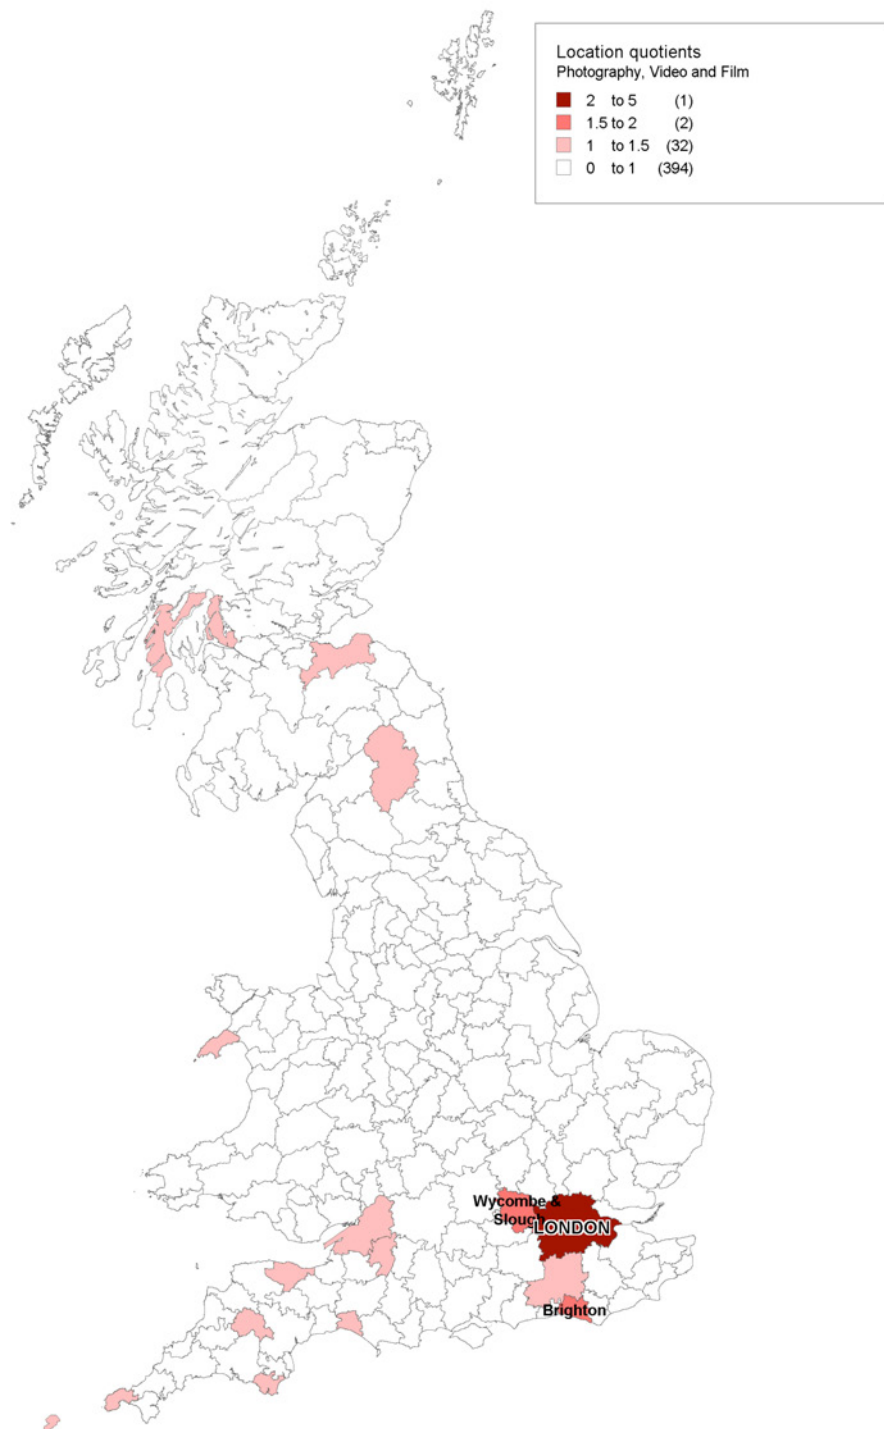 Location quotients
Photography, Video and Film
2 to 5 (1)
1.5 to 2 (2)
1 to 1.5 (32)
0 to 1 (394)
Wycombe &
Slough
LONDON
Brighton